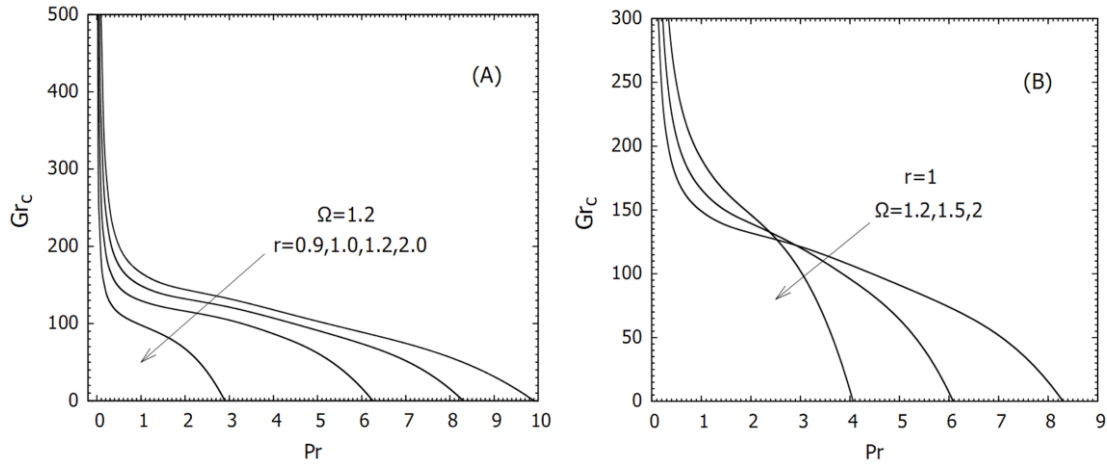 500
400
300
200
100
0
Grc
(A)
Ω=1.2
r=0.9,1.0,1.2,2.0
0 1 2 3 4 5 6 7 8 9 10
Pr
300
250
200
150
100
50
0
Grc
(B)
r=1
Ω=1.2,1.5,2
0 1 2 3 4 5 6 7 8 9
Pr